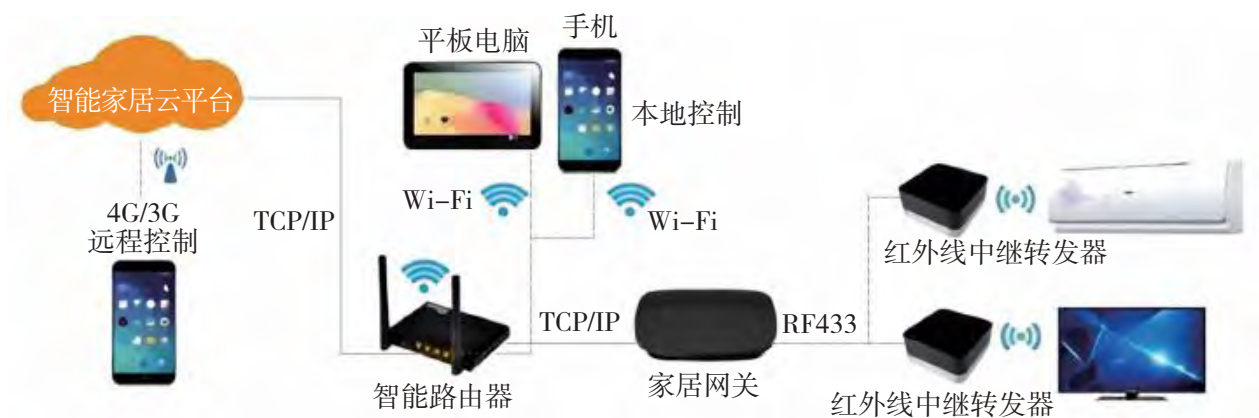 手机
平板电脑
智能家居云平台
本地控制
Wi-Fi
4G/3G
远程控制
TCP/IP
Wi-Fi
红外线中继转发器
TCP/IP
RF433
智能路由器
家居网关
红外线中继转发器